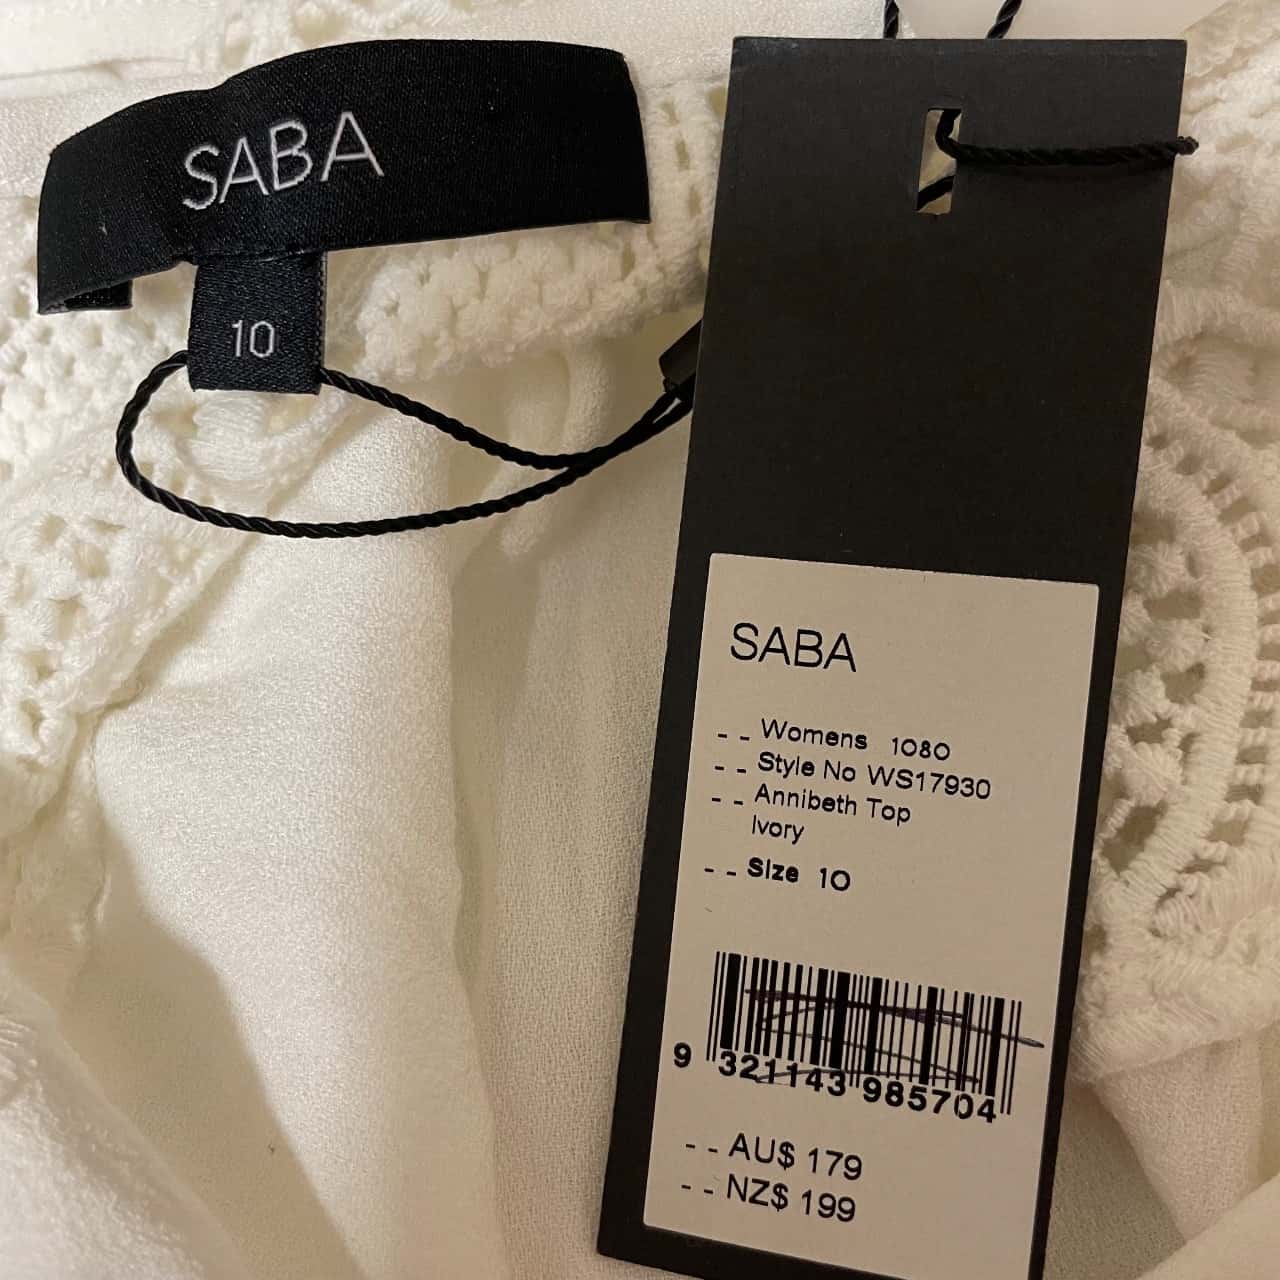 SABA
10
SABA
- - Womens 1080
- - Style No WS17930
- - Annibeth Top
Ivory
- - Size 10
9 321143 985704
- - AU$ 179
- - NZ$ 199